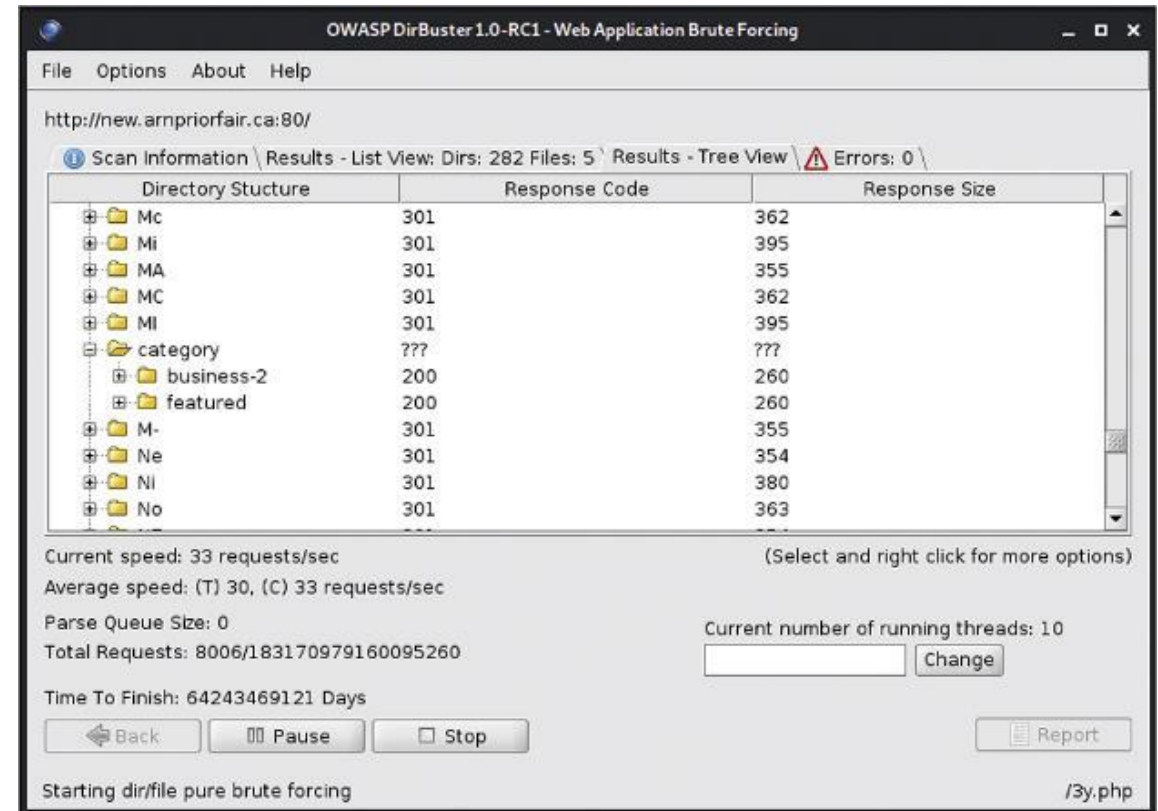 OWASP DirBuster 1.0-RC1 - Web Application Brute Forcing
File Options About Help
http://new.arnpriorfair.ca:80/
Scan Information \ Results - List View: Dirs: 282 Files: 5 \ Results - Tree View \ Errors: 0 \
Directory Stucture Response Code Response Size
Mc 301 362
Mi 301 395
MA 301 355
MC 301 362
MI 301 395
category ??? ???
business-2 200 260
featured 200 260
M- 301 355
Ne 301 354
Ni 301 380
No 301 363
Current speed: 33 requests/sec (Select and right click for more options)
Average speed: (T) 30, (C) 33 requests/sec
Parse Queue Size: 0 Current number of running threads: 10
Total Requests: 8006/183170979160095260 Change
Time To Finish: 64243469121 Days
Back Pause Stop Report
Starting dir/file pure brute forcing /3y.php